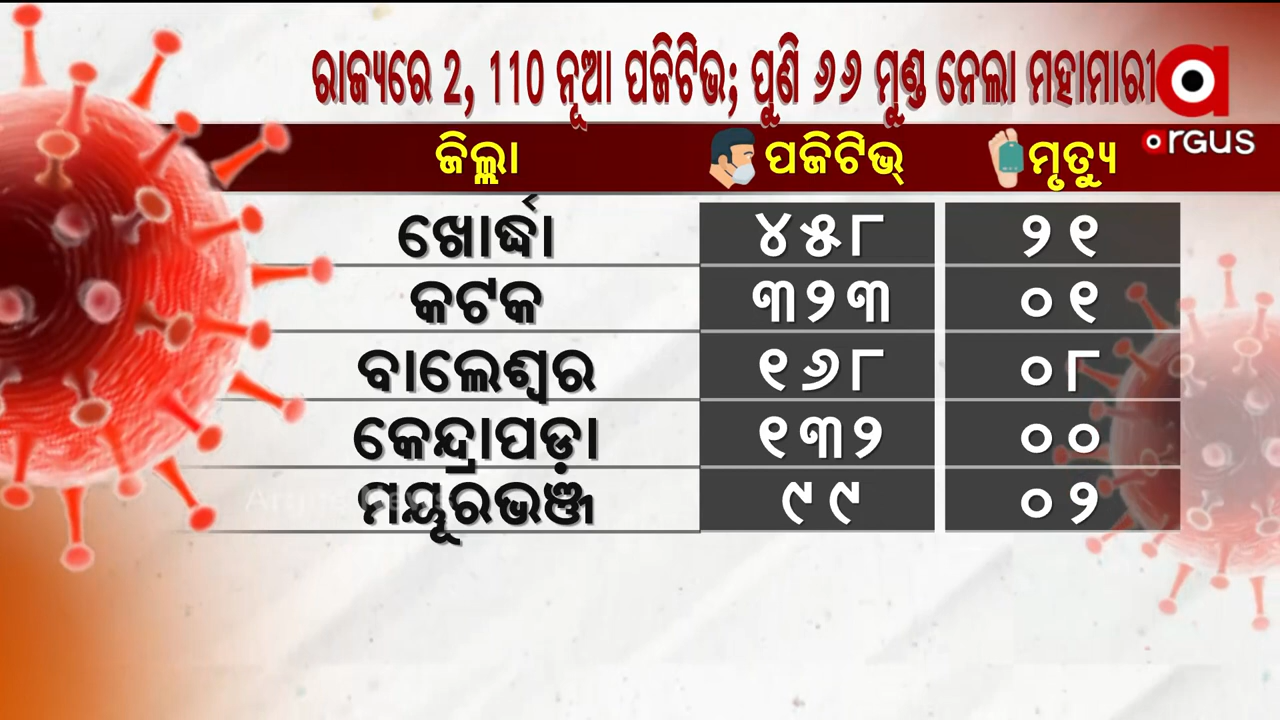 ରାଜ୍ୟରେ 2, 110 ନୂଆ ପଜିଟିଭ; ପୁଣି ୬୬ ମୁଣ୍ଡ ନେଲା ମହାମାରୀ
argus
ଜିଲ୍ଲା ପଜିଟିଭ୍ ମୃତ୍ୟୁ
ଖୋର୍ଦ୍ଧା ୪୫୮ ୨୧
କଟକ ୩୨୩ ୦୧
ବାଲେଶ୍ୱର ୧୬୮ ୦୮
କେନ୍ଦ୍ରାପଡ଼ା ୧୩୨ ୦୦
ମୟୂରଭଞ୍ଜ ୯୯ ୦୨